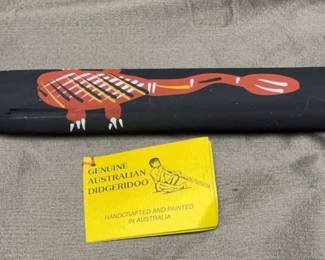 GENUINE
AUSTRALIAN
DIDGERIDOO
HANDCRAFTED AND PAINTED
IN AUSTRALIA